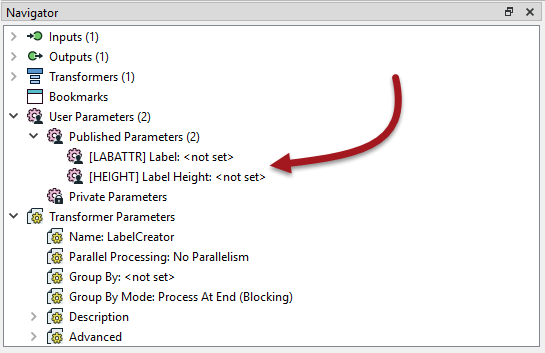 Navigator
Inputs (1)
Outputs (1)
Transformers (1)
Bookmarks
User Parameters (2)
Published Parameters (2)
[LABATTR] Label: <not set>
[HEIGHT] Label Height: <not set>
Private Parameters
Transformer Parameters
Name: LabelCreator
Parallel Processing: No Parallelism
Group By: <not set>
Group By Mode: Process At End (Blocking)
Description
Advanced